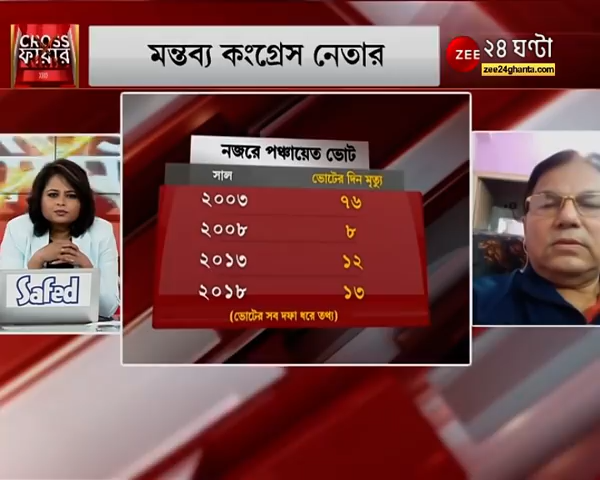 CROSS
ফায়ার
মন্তব্য কংগ্রেস নেতার
ZEE ২৪ ঘণ্টা
zee24ghanta.com
নজরে পঞ্চায়েত ভোট
সাল ভোটের দিন মৃত্যু
২০০৩ ৭৬
২০০৮ ৮
২০১৩ ১২
২০১৮ ১৩
(ভোটের সব দফা ধরে তথ্য)
Safed